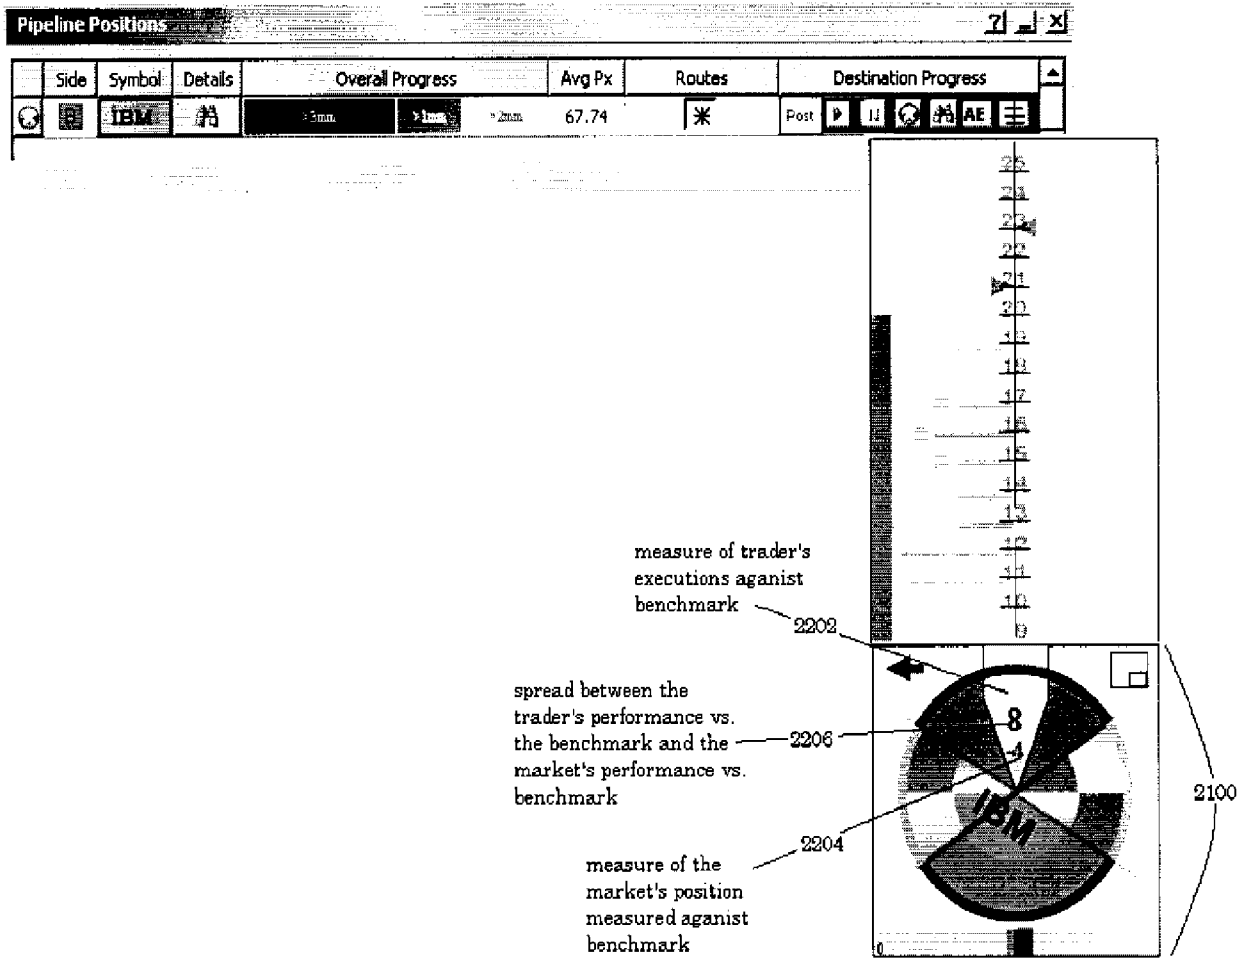 Pipeline Positions
? _ X
Side Symbol Details Overall Progress Avg Px Routes Destination Progress
IBM >3mm >1mm >2mm 67.74 Post AE
25
24
23
22
21
20
19
18
17
16
15
14
13
12
11
10
9
measure of trader's
executions aganist
benchmark
2202
spread between the
trader's performance vs.
the benchmark and the
market's performance vs.
benchmark
2206
8
-4
IBM
2100
2204
measure of the
market's position
measured aganist
benchmark
0